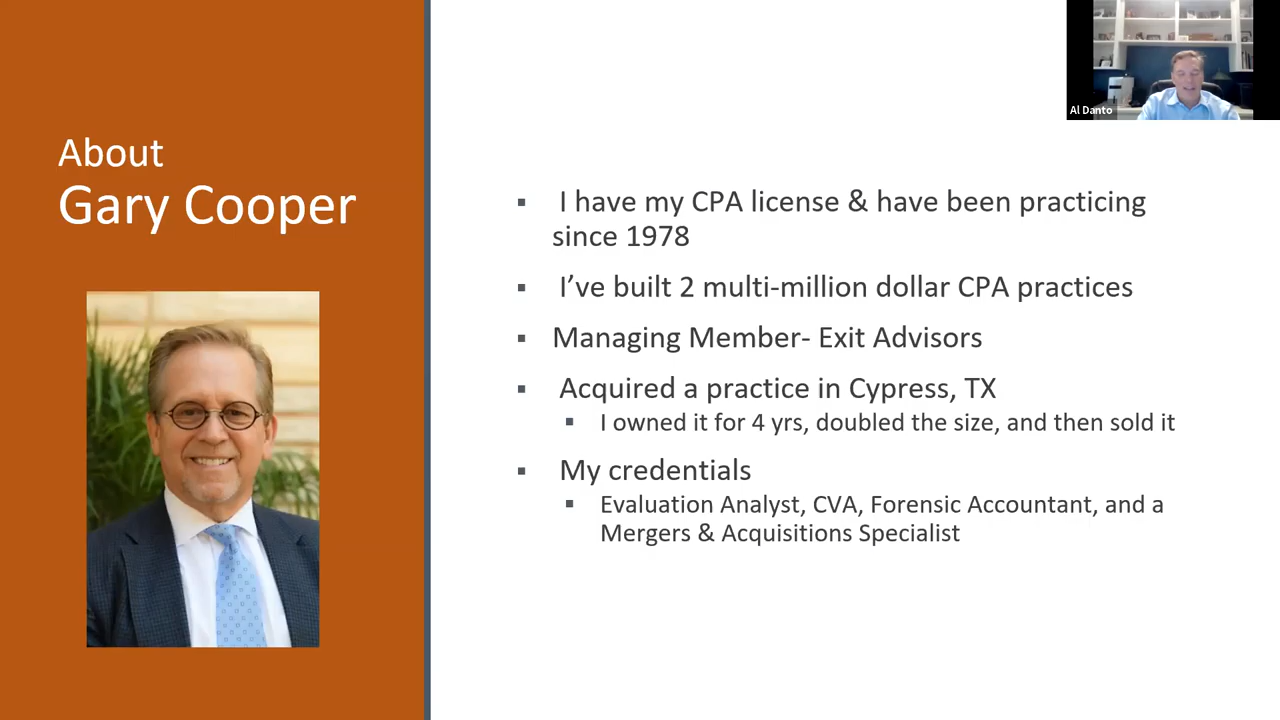 About
Gary Cooper
Al Danto
▪ I have my CPA license & have been practicing
since 1978
▪ I’ve built 2 multi-million dollar CPA practices
▪ Managing Member- Exit Advisors
▪ Acquired a practice in Cypress, TX
▪ I owned it for 4 yrs, doubled the size, and then sold it
▪ My credentials
▪ Evaluation Analyst, CVA, Forensic Accountant, and a
Mergers & Acquisitions Specialist